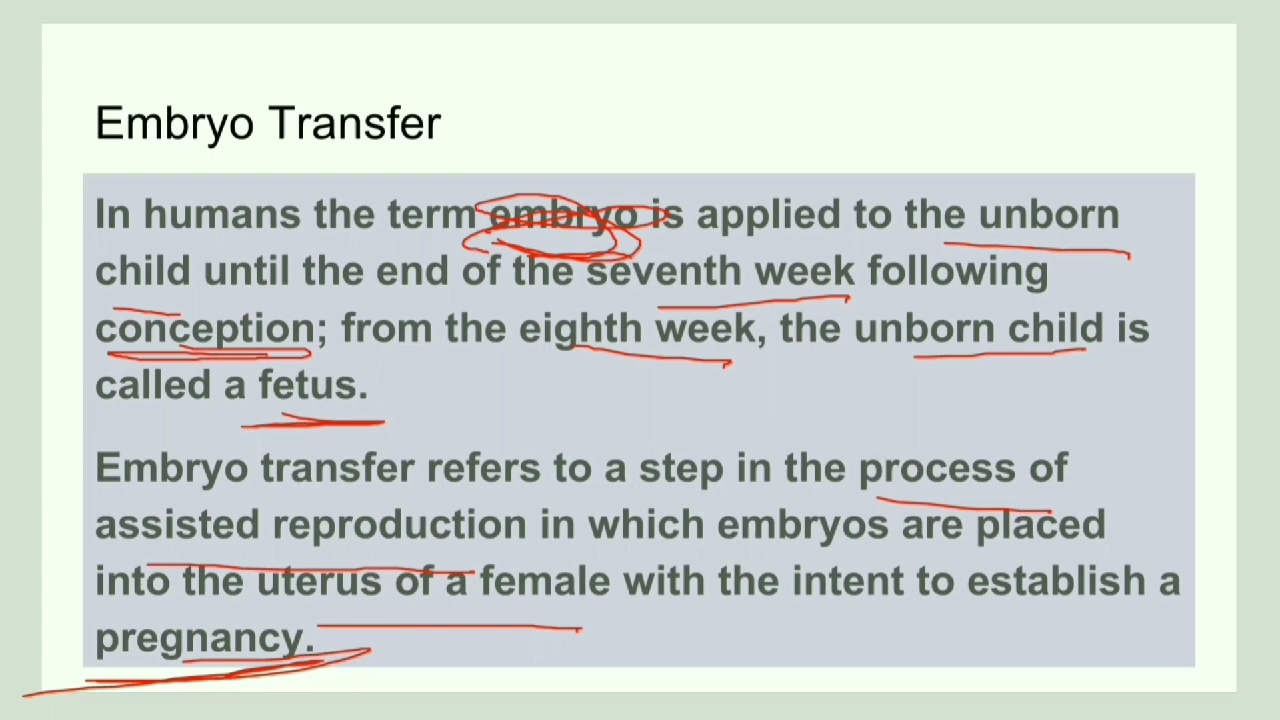 Embryo Transfer
In humans the term embryo is applied to the unborn
child until the end of the seventh week following
conception; from the eighth week, the unborn child is
called a fetus.
Embryo transfer refers to a step in the process of
assisted reproduction in which embryos are placed
into the uterus of a female with the intent to establish a
pregnancy.